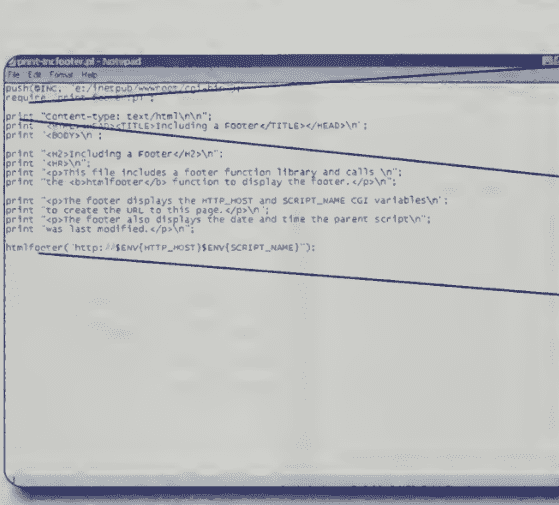 print-incfooter.pl - Notepad
File Edit Format Help
push(@INC, "e:/inetpub/wwwroot/cgi-bin");
require "print-footer.pl";
print "Content-type: text/html\n\n";
print "<HTML><HEAD><TITLE>Including a Footer</TITLE></HEAD>\n";
print "<BODY>\n";
print "<H2>Including a Footer</H2>\n";
print "<HR>\n";
print "<p>This file includes a footer function library and calls \n";
print "the <b>htmlfooter</b> function to display the footer.</p>\n";
print "<p>The footer displays the HTTP_HOST and SCRIPT_NAME CGI variables\n";
print "to create the URL to this page.</p>\n";
print "<p>The footer also displays the date and time the parent script\n";
print "was last modified.</p>\n";
htmlfooter("http://$ENV{HTTP_HOST}$ENV{SCRIPT_NAME}");